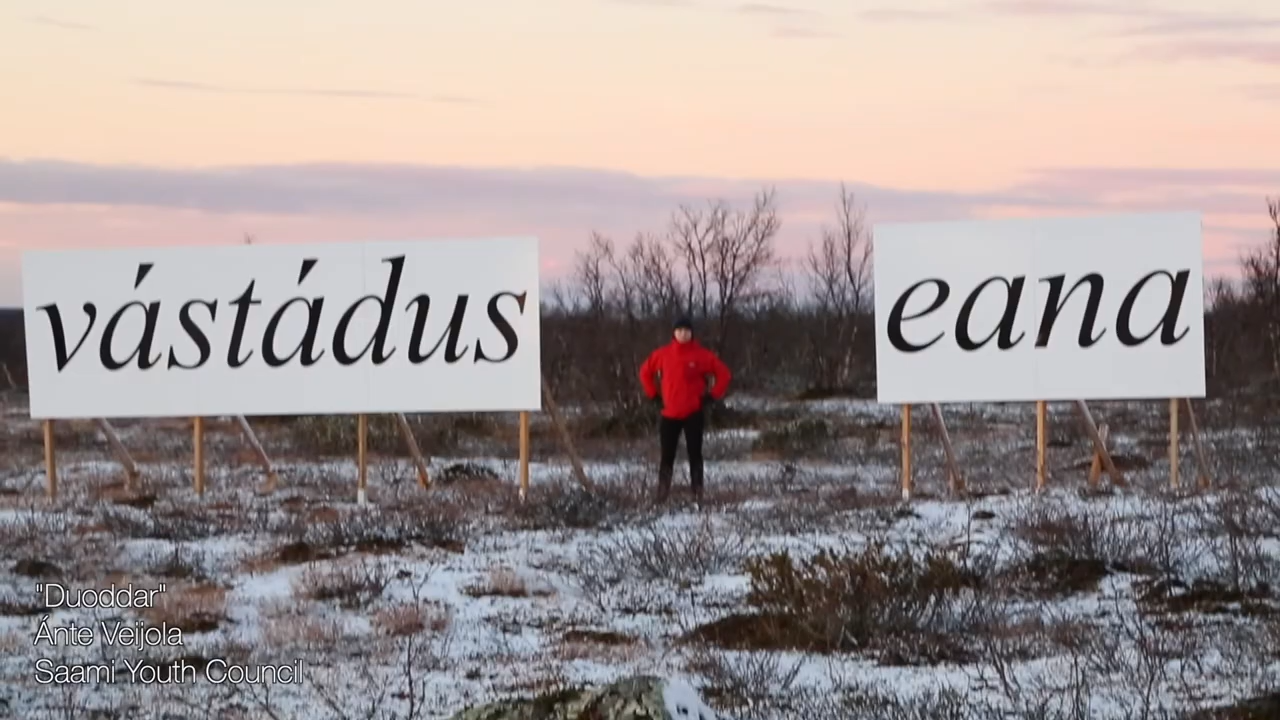 vástádus
eana
"Duoddar"
Ánte Veijola
Saami Youth Council